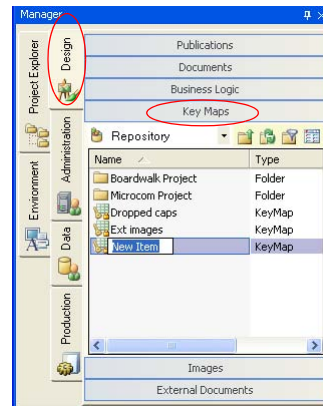 Manager
Project Explorer
Environment
Design
Administration
Data
Production
Publications
Documents
Business Logic
Key Maps
Repository
Name Type
Boardwalk Project Folder
Microcom Project Folder
Dropped caps KeyMap
Ext images KeyMap
New Item KeyMap
Images
External Documents